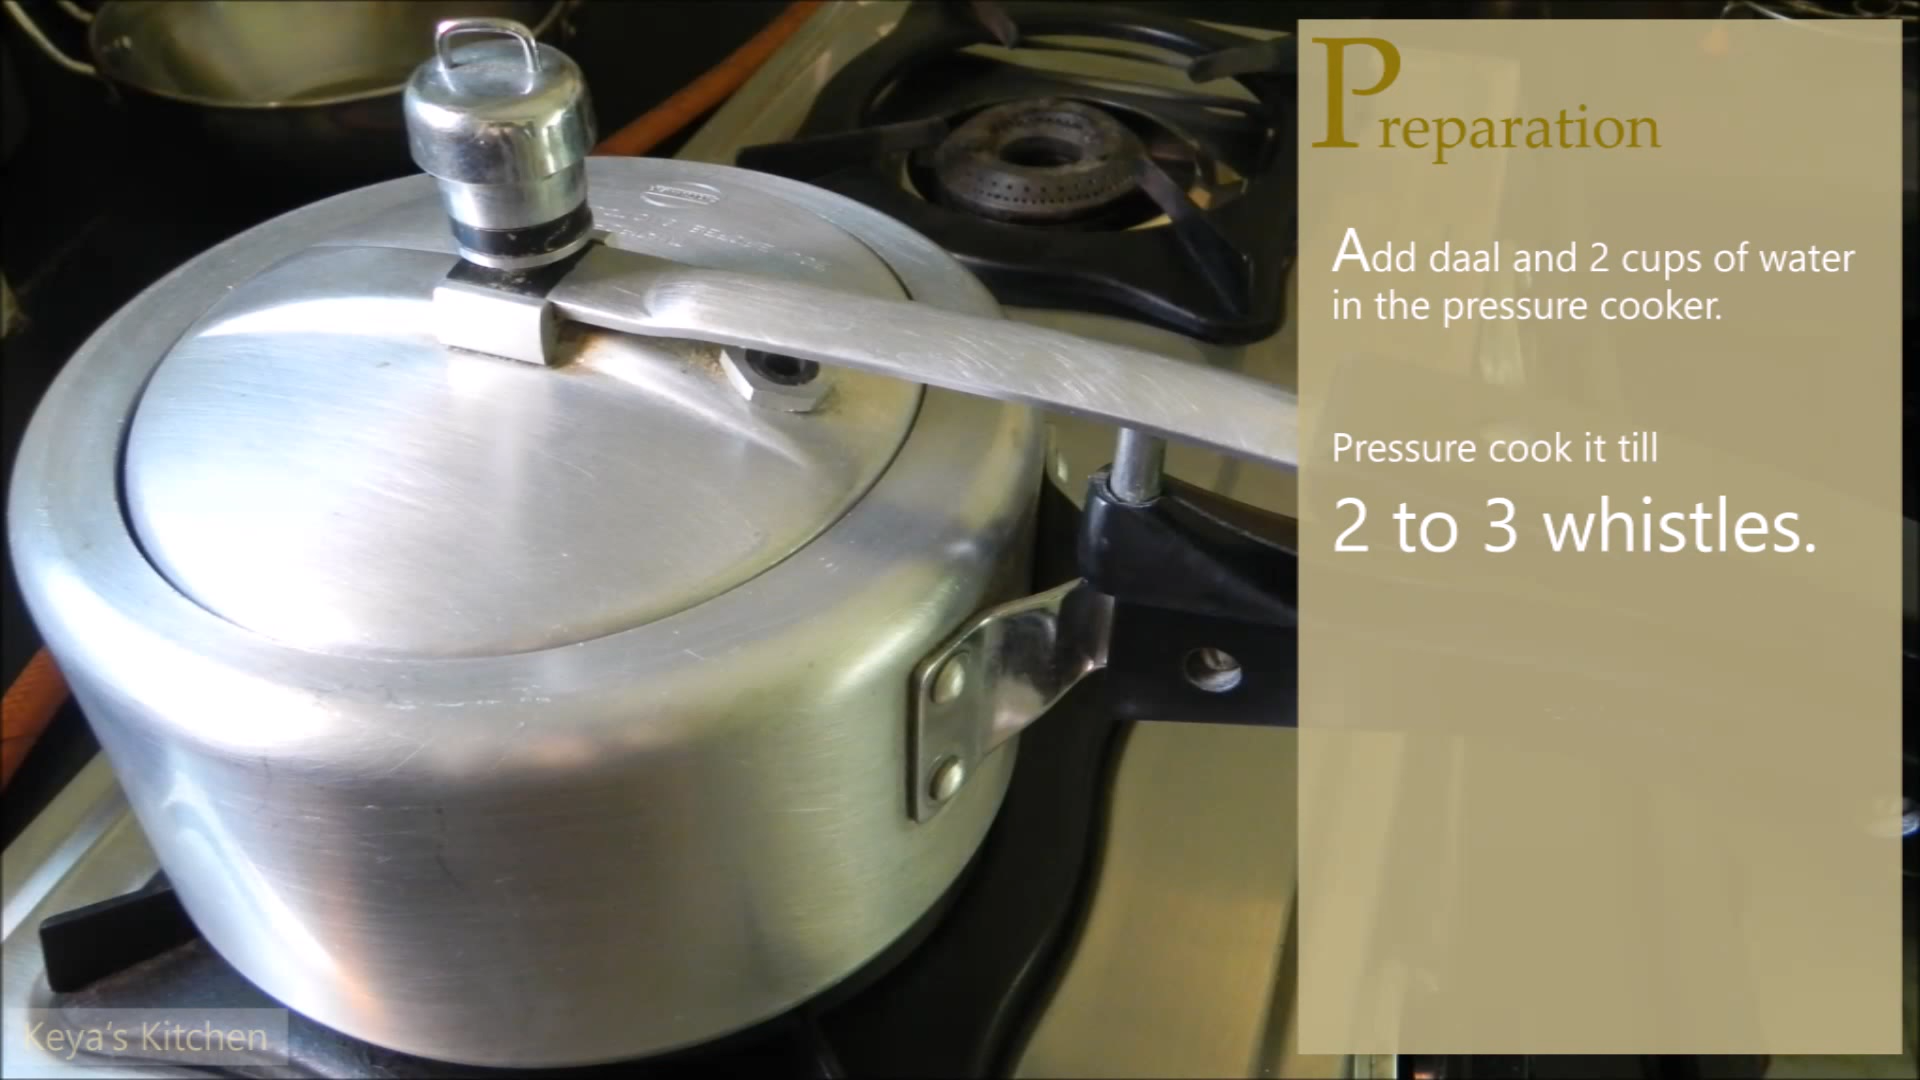 Preparation
Add daal and 2 cups of water
in the pressure cooker.
Pressure cook it till
2 to 3 whistles.
Keya's Kitchen